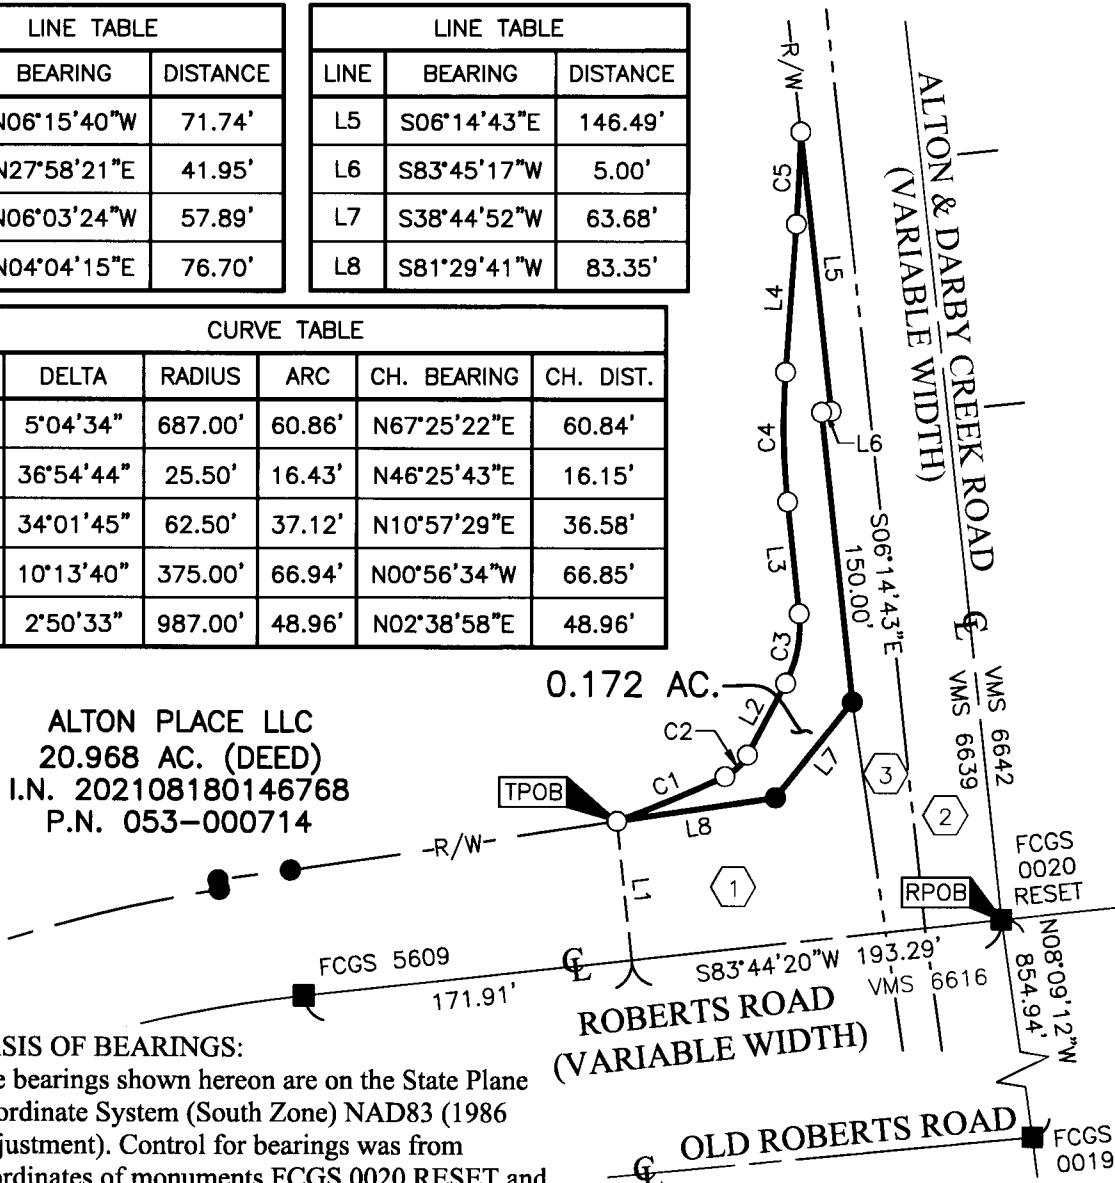 LINE TABLE
BEARING DISTANCE
N06°15'40"W 71.74'
N27°58'21"E 41.95'
N06°03'24"W 57.89'
N04°04'15"E 76.70'
LINE TABLE
LINE BEARING DISTANCE
L5 S06°14'43"E 146.49'
L6 S83°45'17"W 5.00'
L7 S38°44'52"W 63.68'
L8 S81°29'41"W 83.35'
CURVE TABLE
DELTA RADIUS ARC CH. BEARING CH. DIST.
5°04'34" 687.00' 60.86' N67°25'22"E 60.84'
36°54'44" 25.50' 16.43' N46°25'43"E 16.15'
34°01'45" 62.50' 37.12' N10°57'29"E 36.58'
10°13'40" 375.00' 66.94' N00°56'34"W 66.85'
2°50'33" 987.00' 48.96' N02°38'58"E 48.96'
R/W
C5
L5
L4
C4
L6
L3
C3
L2
C2
C1
L7
L8
L1
ALTON & DARBY CREEK ROAD
(VARIABLE WIDTH)
S06°14'43"E
150.00'
℄
VMS 6642
VMS 6639
0.172 AC.
ALTON PLACE LLC
20.968 AC. (DEED)
I.N. 202108180146768
P.N. 053-000714
TPOB
R/W
1
2
3
RPOB
FCGS
0020
RESET
FCGS 5609
171.91'
℄
S83°44'20"W 193.29'
VMS 6616
ROBERTS ROAD
(VARIABLE WIDTH)
N08°09'12"W
854.94'
℄ OLD ROBERTS ROAD
FCGS
0019
SIS OF BEARINGS:
e bearings shown hereon are on the State Plane
ordinate System (South Zone) NAD83 (1986
justment). Control for bearings was from
ordinates of monuments FCGS 0020 RESET and